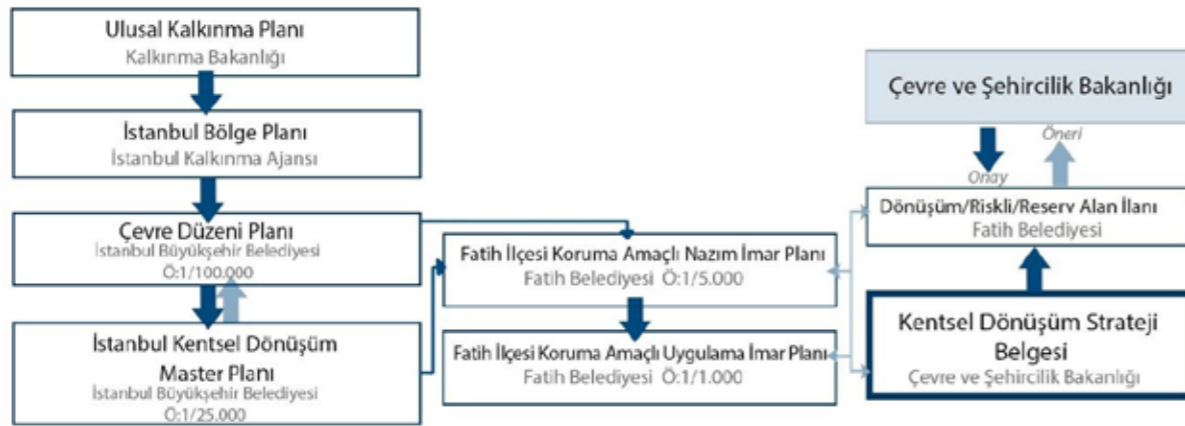 Ulusal Kalkınma Planı
Kalkınma Bakanlığı
İstanbul Bölge Planı
İstanbul Kalkınma Ajansı
Çevre Düzeni Planı
İstanbul Büyükşehir Belediyesi
Ö:1/100.000
İstanbul Kentsel Dönüşüm
Master Planı
İstanbul Büyükşehir Belediyesi
Ö:1/25.000
Fatih İlçesi Koruma Amaçlı Nazım İmar Planı
Fatih Belediyesi Ö:1/5.000
Fatih İlçesi Koruma Amaçlı Uygulama İmar Planı
Fatih Belediyesi Ö:1/1.000
Çevre ve Şehircilik Bakanlığı
Öneri
Onay
Dönüşüm/Riskli/Reserv Alan İlanı
Fatih Belediyesi
Kentsel Dönüşüm Strateji
Belgesi
Çevre ve Şehircilik Bakanlığı